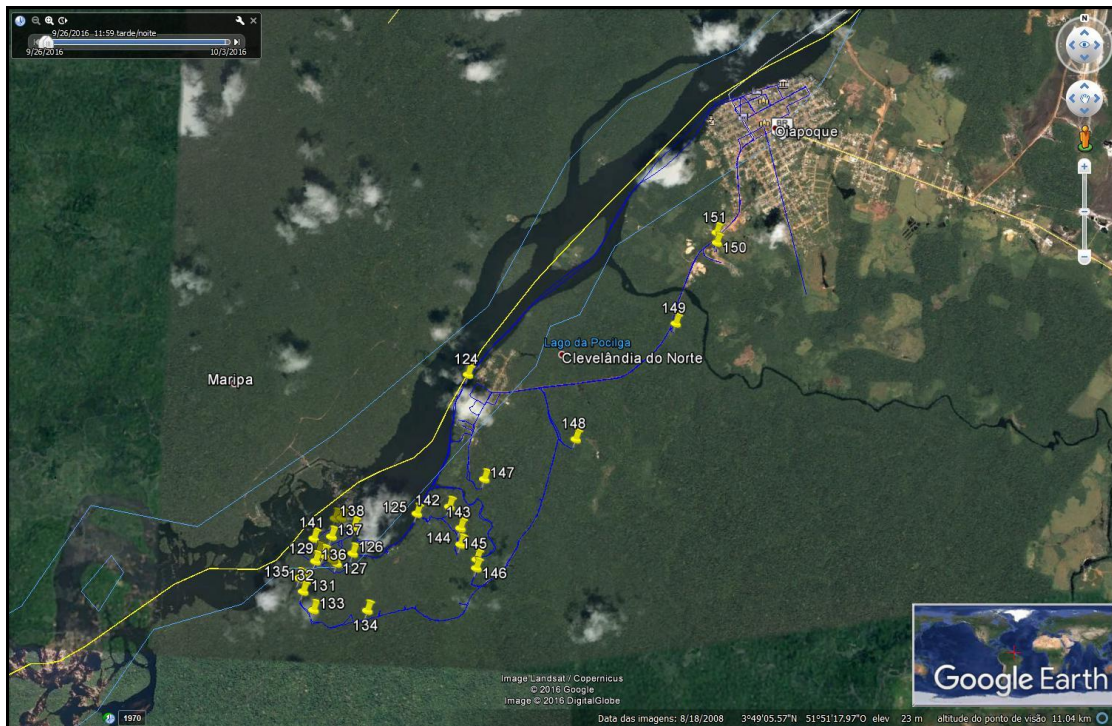 9/26/2016 11:59 tarde/noite
9/26/2016
10/3/2016
N
Oiapoque
151
150
149
Lago da Pocilga
Clevelândia do Norte
124
Maripa
148
147
142
125
143
138
141
137
144
145
129
136
126
127
146
135
132
131
133
134
Image Landsat / Copernicus
© 2016 Google
Image © 2016 DigitalGlobe
Google Earth
1970
Data das imagens: 8/18/2008 3°49'05.57"N 51°51'17.97"O elev 23 m altitude do ponto de visão 11.04 km